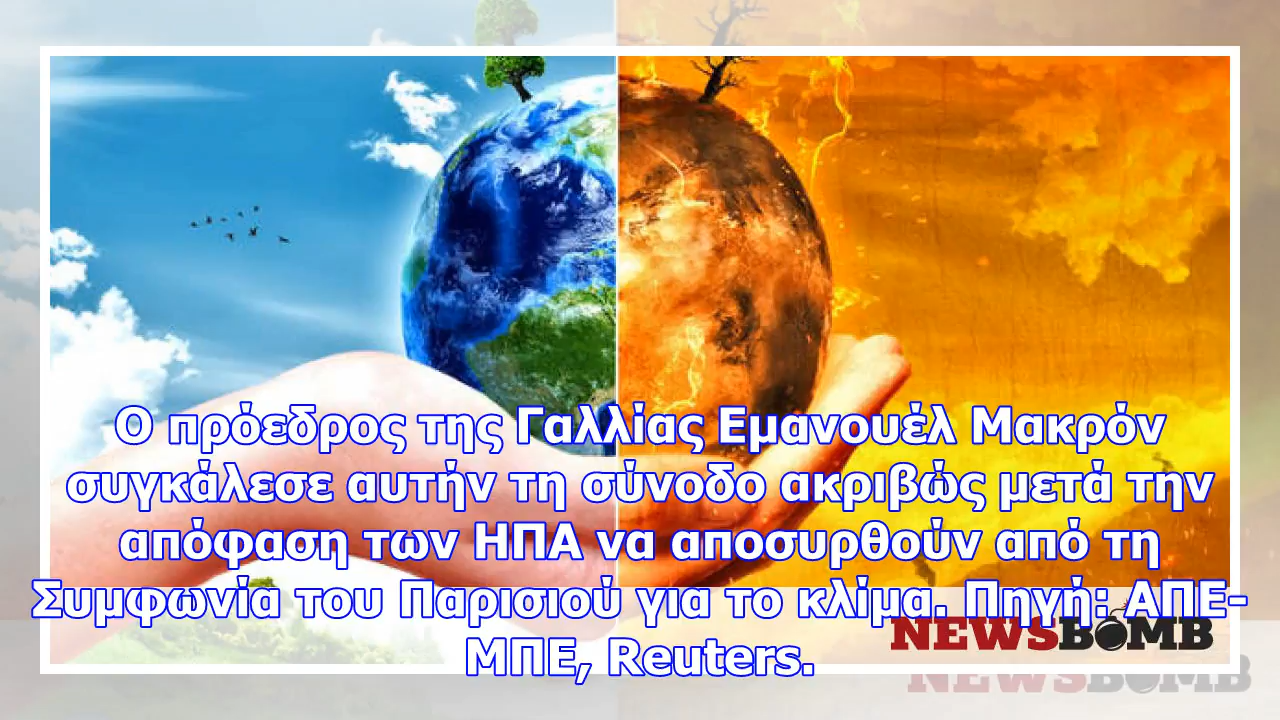 Ο πρόεδρος της Γαλλίας Εμανουέλ Μακρόν
συγκάλεσε αυτήν τη σύνοδο ακριβώς μετά την
απόφαση των ΗΠΑ να αποσυρθούν από τη
Συμφωνία του Παρισιού για το κλίμα. Πηγή: ΑΠΕ-
ΜΠΕ, Reuters.
NEWSBOMB
NEWSBOMB